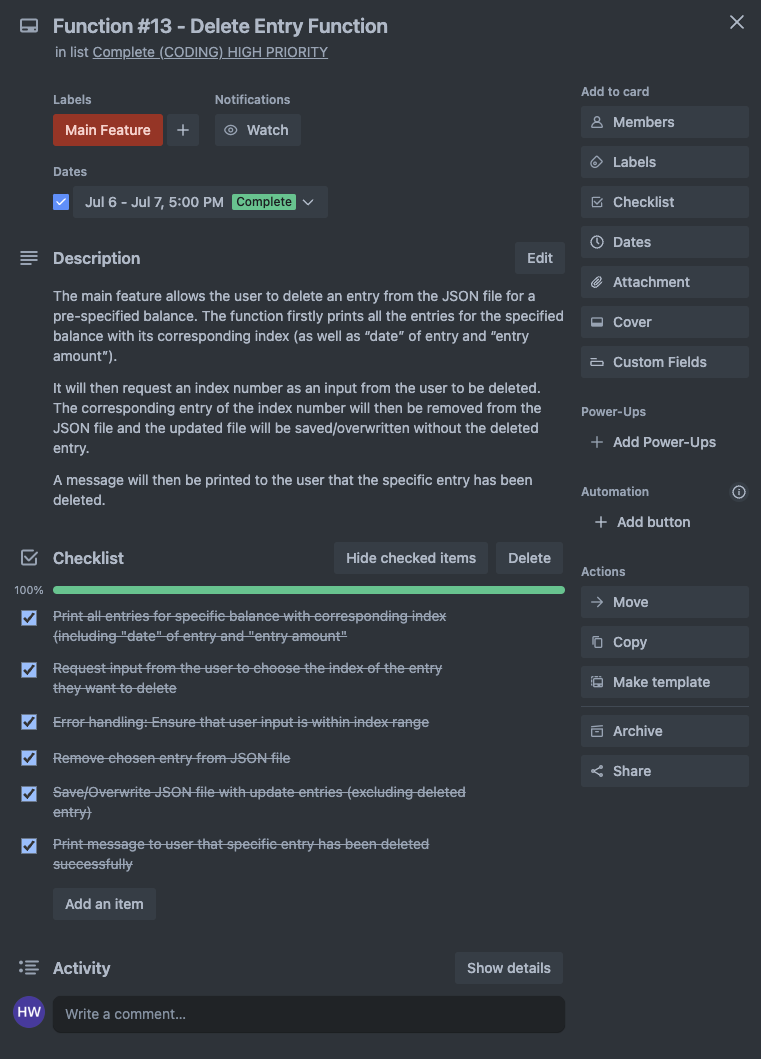 Function #13 - Delete Entry Function
in list Complete (CODING) HIGH PRIORITY
Labels
Main Feature
Notifications
Watch
Dates
Jul 6 - Jul 7, 5:00 PM Complete
Description
Edit
The main feature allows the user to delete an entry from the JSON file for a
pre-specified balance. The function firstly prints all the entries for the specified
balance with its corresponding index (as well as “date” of entry and “entry
amount”).
It will then request an index number as an input from the user to be deleted.
The corresponding entry of the index number will then be removed from the
JSON file and the updated file will be saved/overwritten without the deleted
entry.
A message will then be printed to the user that the specific entry has been
deleted.
Checklist
Hide checked items
Delete
100%
Print all entries for specific balance with corresponding index
(including "date" of entry and "entry amount"
Request input from the user to choose the index of the entry
they want to delete
Error handling: Ensure that user input is within index range
Remove chosen entry from JSON file
Save/Overwrite JSON file with update entries (excluding deleted
entry)
Print message to user that specific entry has been deleted
successfully
Add an item
Activity
Show details
HW
Write a comment...
Add to card
Members
Labels
Checklist
Dates
Attachment
Cover
Custom Fields
Power-Ups
Add Power-Ups
Automation
Add button
Actions
Move
Copy
Make template
Archive
Share